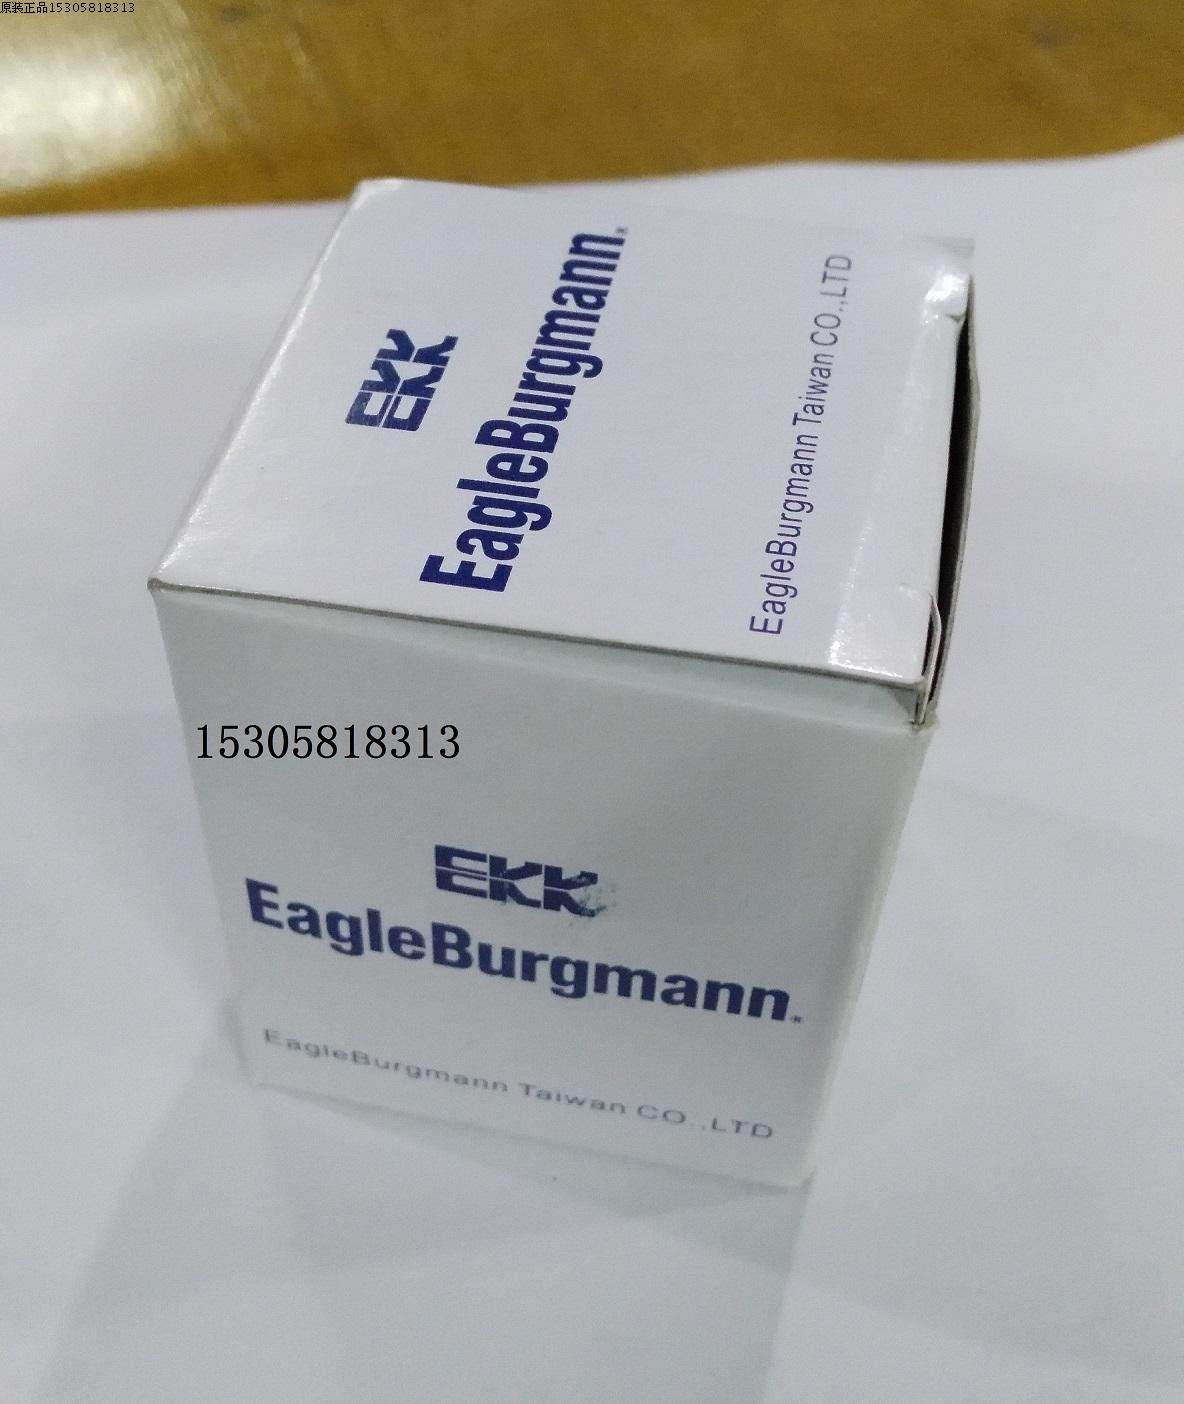 原装正品15305818313
EKK
EagleBurgmann®
EagleBurgmann Taiwan CO.,LTD
15305818313
EKK
EagleBurgmann®
EagleBurgmann Taiwan CO.,LTD